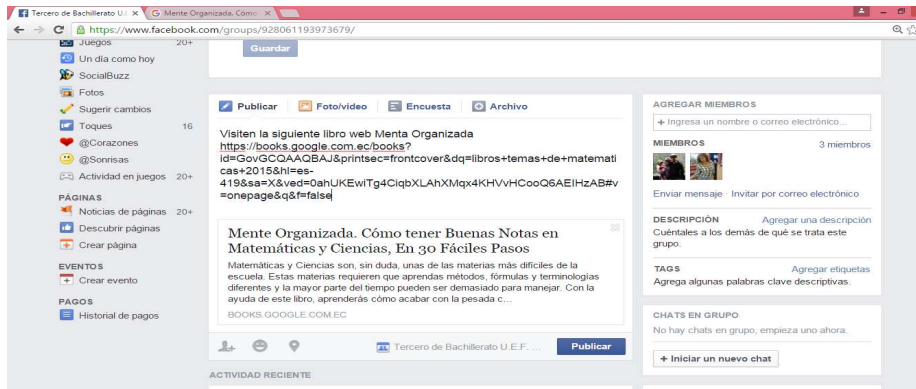 Tercero de Bachillerato U.E
Mente Organizada. Cómo
https://www.facebook.com/groups/928061193973679/
Juegos 20+
Un día como hoy
SocialBuzz
Fotos
Sugerir cambios
Toques 16
@Corazones
@Sonrisas
Actividad en juegos 20+
PÁGINAS
Noticias de páginas 20+
Descubrir páginas
Crear página
EVENTOS
Crear evento
PAGOS
Historial de pagos
Guardar
Publicar Foto/video Encuesta Archivo
Visiten la siguiente libro web Menta Organizada
https://books.google.com.ec/books?
id=GovGCQAAQBAJ&printsec=frontcover&dq=libros+temas+de+matemati
cas+2015&hl=es-
419&sa=X&ved=0ahUKEwiTg4CiqbXLAhXMqx4KHVvHCooQ6AEIHzAB#v
=onepage&q&f=false
Mente Organizada. Cómo tener Buenas Notas en
Matemáticas y Ciencias, En 30 Fáciles Pasos
Matemáticas y Ciencias son, sin duda, unas de las materias más difíciles de la
escuela. Estas materias requieren que aprendas métodos, fórmulas y terminologías
diferentes y la mayor parte del tiempo pueden ser demasiado para manejar. Con la
ayuda de este libro, aprenderás cómo acabar con la pesada c...
BOOKS.GOOGLE.COM.EC
Tercero de Bachillerato U.E.F. ... Publicar
ACTIVIDAD RECIENTE
AGREGAR MIEMBROS
+ Ingresa un nombre o correo electrónico...
MIEMBROS 3 miembros
Enviar mensaje · Invitar por correo electrónico
DESCRIPCIÓN Agregar una descripción
Cuéntales a los demás de qué se trata este
grupo.
TAGS Agregar etiquetas
Agrega algunas palabras clave descriptivas.
CHATS EN GRUPO
No hay chats en grupo, empieza uno ahora.
+ Iniciar un nuevo chat